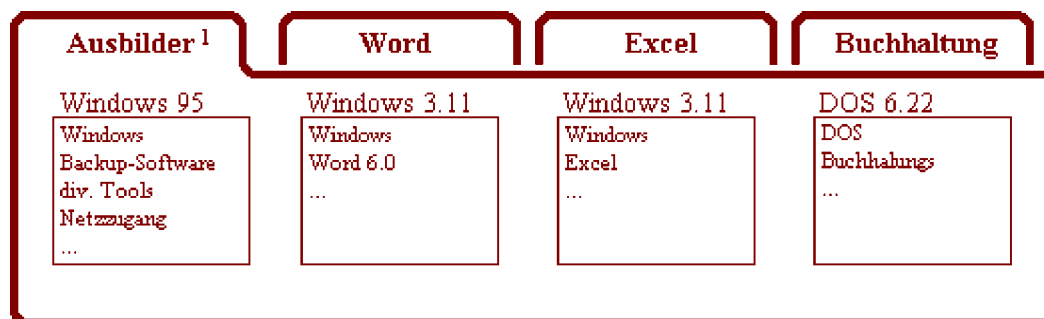 Ausbilder 1
Word
Excel
Buchhaltung
Windows 95
Windows
Backup-Software
div. Tools
Netzzugang
...
Windows 3.11
Windows
Word 6.0
...
Windows 3.11
Windows
Excel
...
DOS 6.22
DOS
Buchhalungs
...